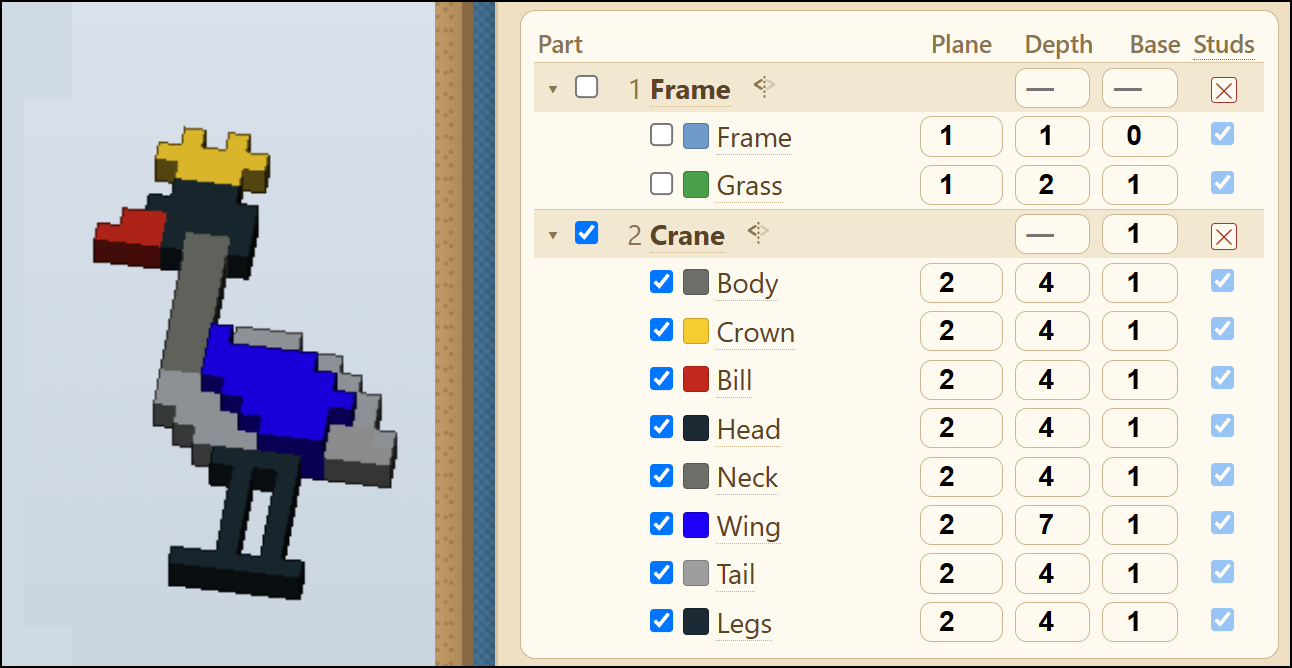 Part Plane Depth Base Studs
1 Frame — —
Frame 1 1 0
Grass 1 2 1
2 Crane — 1
Body 2 4 1
Crown 2 4 1
Bill 2 4 1
Head 2 4 1
Neck 2 4 1
Wing 2 7 1
Tail 2 4 1
Legs 2 4 1